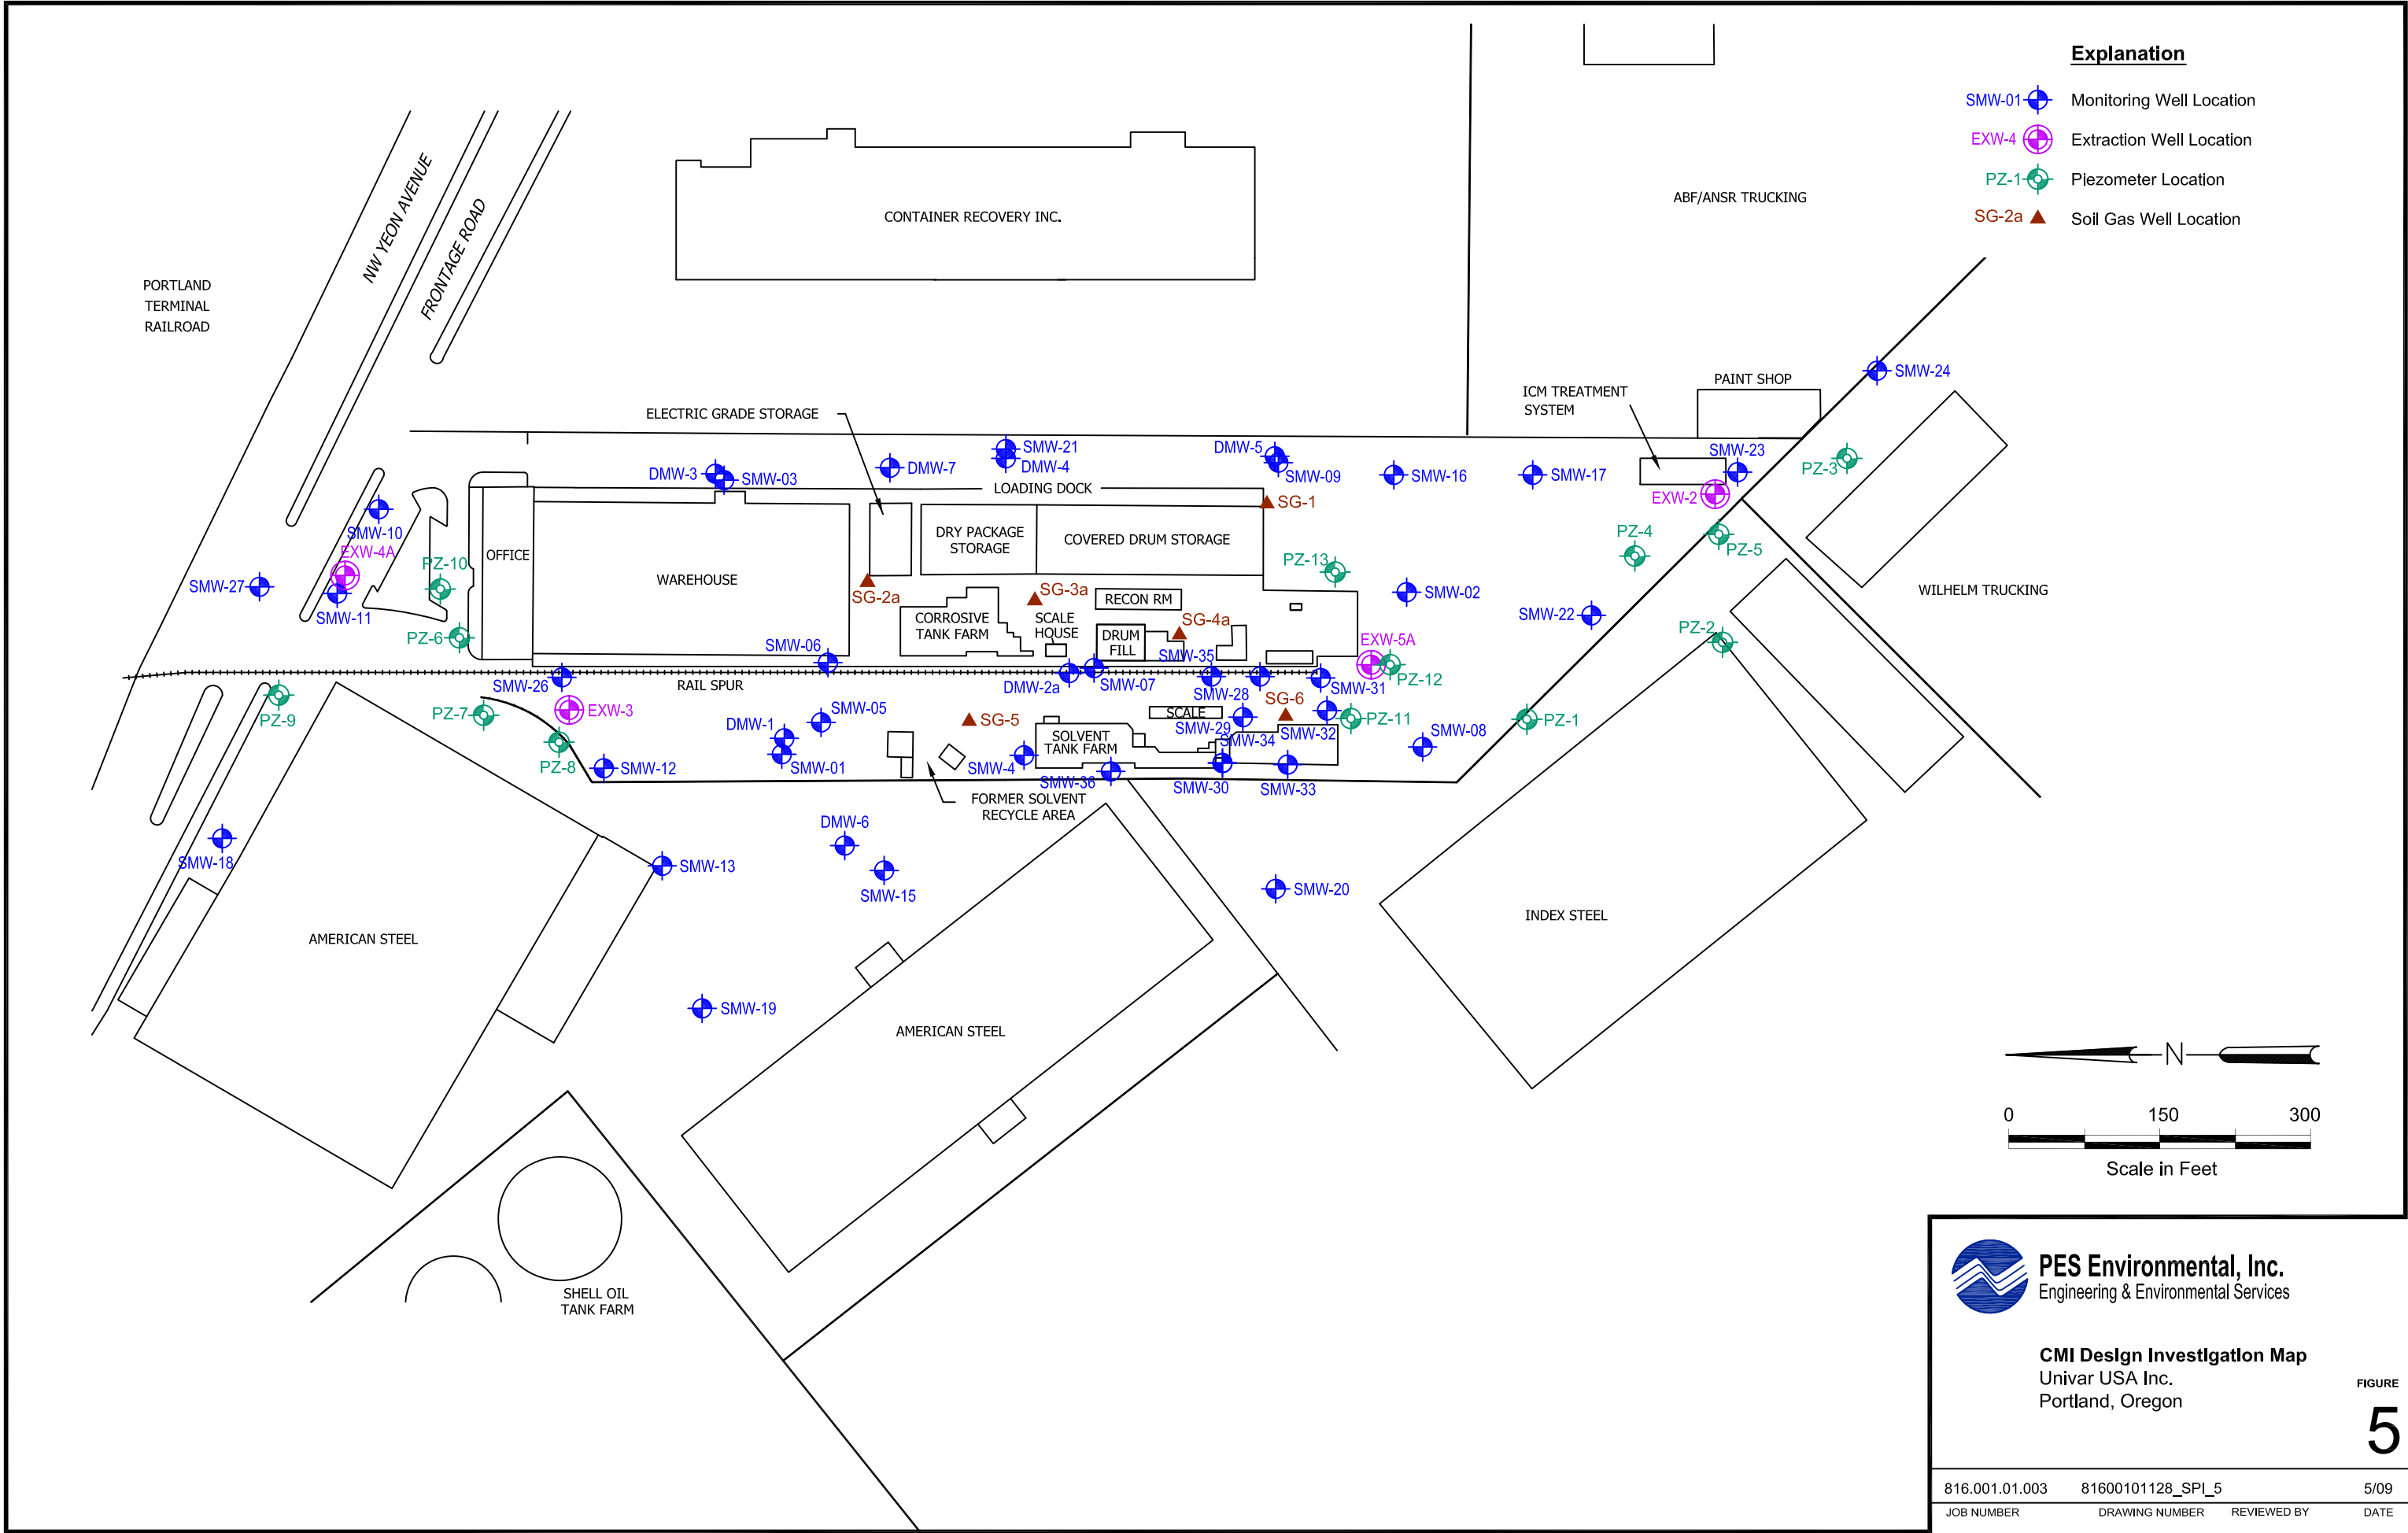 Explanation
SMW-01
Monitoring Well Location
EXW-4
Extraction Well Location
PZ-1
Piezometer Location
SG-2a
Soil Gas Well Location
NW YEON AVENUE
FRONTAGE ROAD
PORTLAND
TERMINAL
RAILROAD
CONTAINER RECOVERY INC.
ABF/ANSR TRUCKING
PAINT SHOP
ICM TREATMENT
SYSTEM
SMW-24
ELECTRIC GRADE STORAGE
SMW-21
DMW-4
DMW-5
SMW-09
DMW-3
SMW-03
DMW-7
SMW-16
SMW-17
SMW-23
PZ-3
EXW-2
LOADING DOCK
SG-1
SMW-10
EXW-4A
PZ-10
OFFICE
WAREHOUSE
DRY PACKAGE
STORAGE
COVERED DRUM STORAGE
PZ-4
PZ-5
PZ-13
SMW-27
SMW-11
SG-2a
SG-3a
RECON RM
SMW-02
WILHELM TRUCKING
CORROSIVE
TANK FARM
SCALE
HOUSE
SG-4a
DRUM
FILL
SMW-22
PZ-2
PZ-6
SMW-06
SMW-35
EXW-5A
SMW-26
RAIL SPUR
DMW-2a
SMW-07
SMW-28
SMW-31
PZ-12
PZ-9
PZ-7
EXW-3
DMW-1
SMW-05
SG-5
SCALE
SMW-29
SG-6
PZ-11
PZ-1
SMW-08
SMW-32
SMW-34
SOLVENT
TANK FARM
PZ-8
SMW-12
SMW-01
SMW-4
SMW-36
SMW-30
SMW-33
FORMER SOLVENT
RECYCLE AREA
DMW-6
SMW-18
SMW-13
SMW-15
SMW-20
AMERICAN STEEL
INDEX STEEL
SMW-19
AMERICAN STEEL
N
0 150 300
Scale in Feet
SHELL OIL
TANK FARM
PES Environmental, Inc.
Engineering & Environmental Services
CMI Design Investigation Map
Univar USA Inc.
Portland, Oregon
FIGURE
5
816.001.01.003 81600101128_SPI_5 5/09
JOB NUMBER DRAWING NUMBER REVIEWED BY DATE